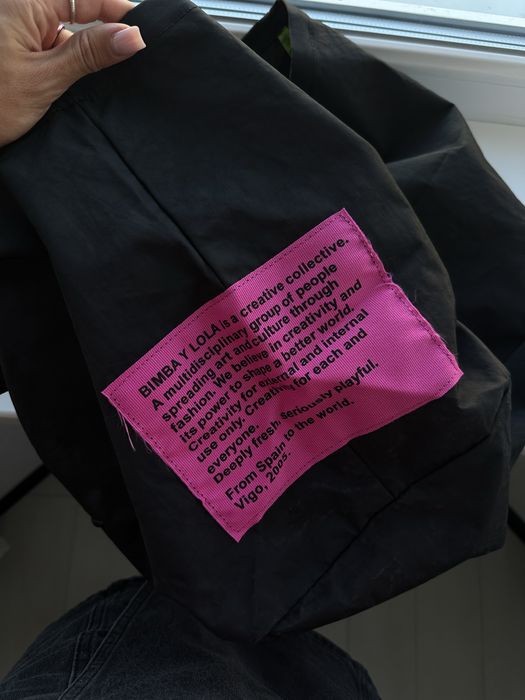 BIMBA Y LOLA is a creative collective.
A multidisciplinary group of people
spreading art and culture through
fashion. We believe in creativity and
its power to shape a better world.
Creativity for external and internal
use only. Creativity for each and
everyone.
Deeply fresh. Seriously playful.
From Spain to the world.
Vigo, 2005.